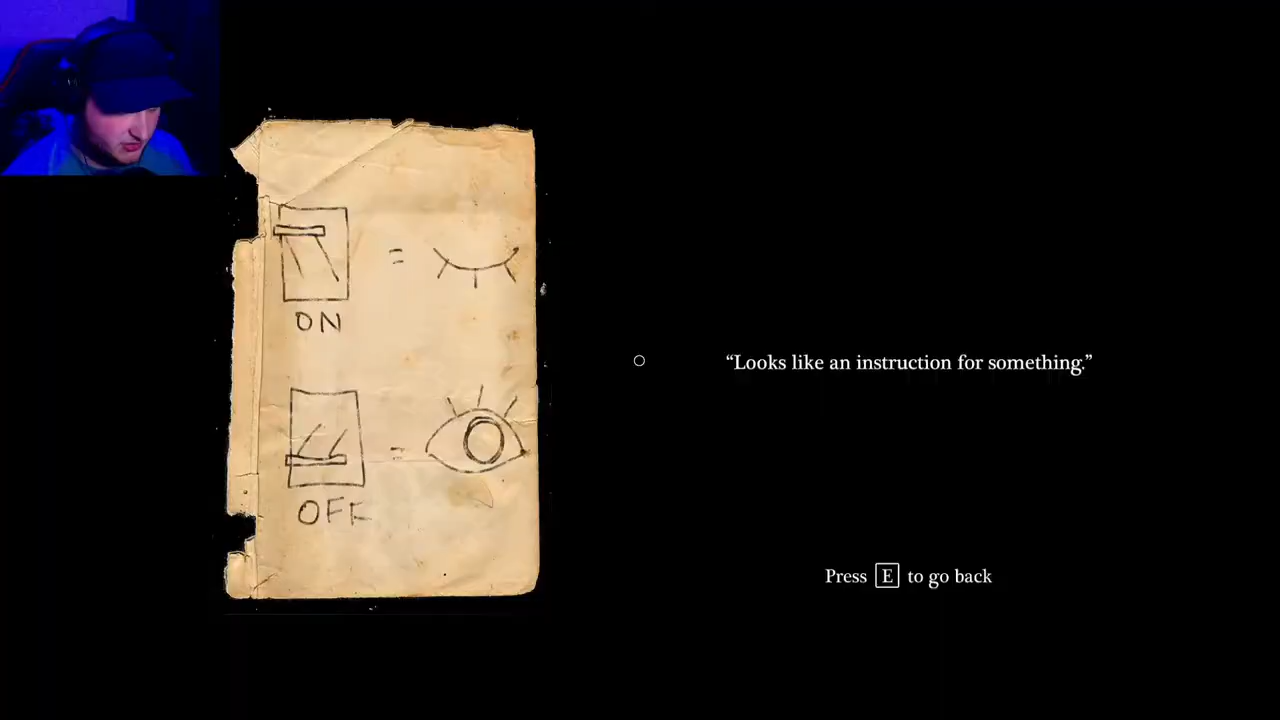 =
ON
=
OFF
“Looks like an instruction for something.”
Press E to go back